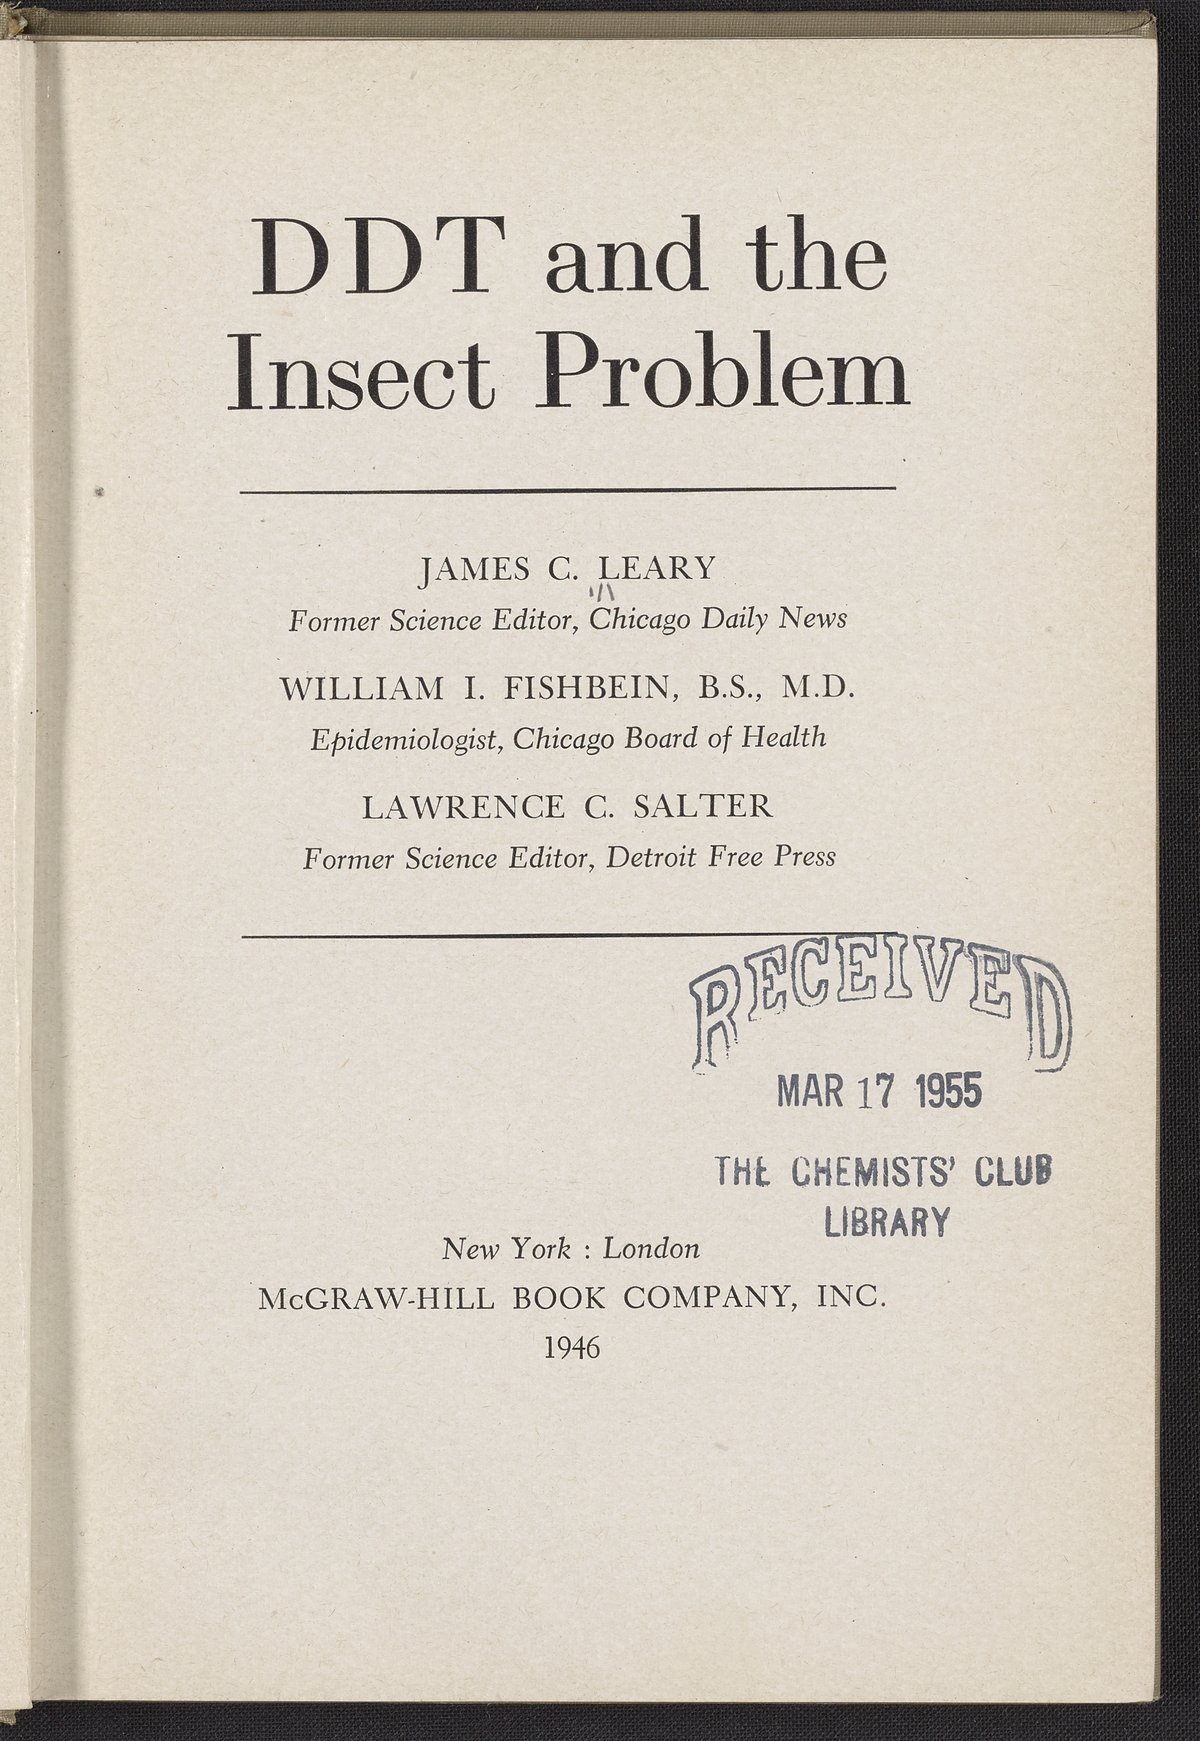 DDT and the
Insect Problem
JAMES C. LEARY
Former Science Editor, Chicago Daily News
WILLIAM I. FISHBEIN, B.S., M.D.
Epidemiologist, Chicago Board of Health
LAWRENCE C. SALTER
Former Science Editor, Detroit Free Press
RECEIVED
MAR 17 1955
THE CHEMISTS' CLUB
LIBRARY
New York : London
McGRAW-HILL BOOK COMPANY, INC.
1946